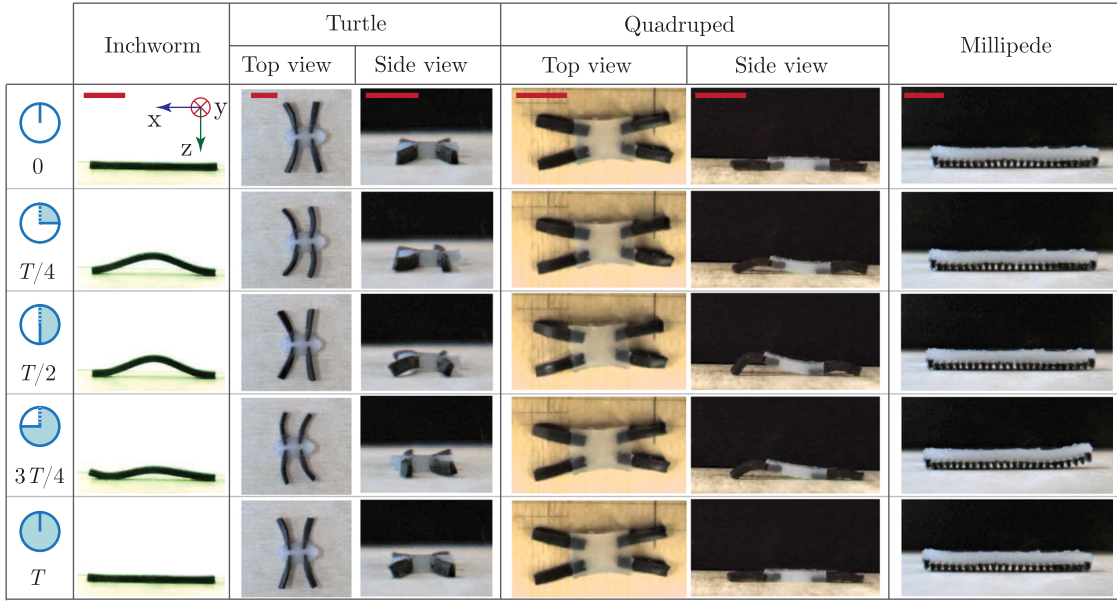 Inchworm
Turtle
Quadruped
Millipede
Top view
Side view
Top view
Side view
x
y
z
0
T/4
T/2
3T/4
T